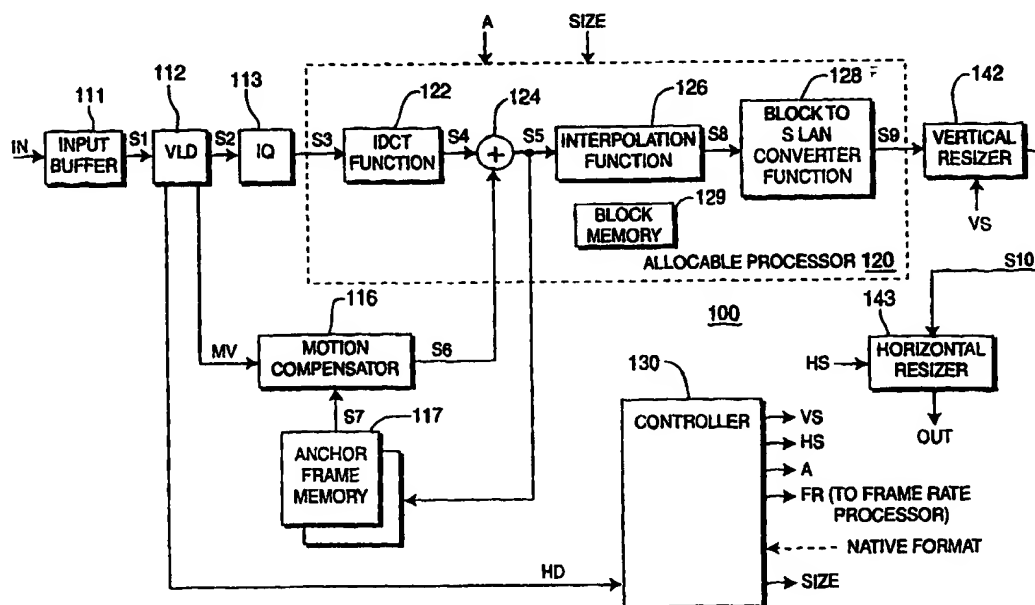 A
SIZE
111
112
113
122
124
126
128
142
IN
INPUT
BUFFER
S1
VLD
S2
IQ
S3
IDCT
FUNCTION
S4
+
S5
INTERPOLATION
FUNCTION
S8
BLOCK TO
S LAN
CONVERTER
FUNCTION
S9
VERTICAL
RESIZER
VS
BLOCK
MEMORY
129
ALLOCABLE PROCESSOR 120
S10
116
100
143
MV
MOTION
COMPENSATOR
S6
HS
HORIZONTAL
RESIZER
OUT
S7
117
ANCHOR
FRAME
MEMORY
130
CONTROLLER
VS
HS
A
FR (TO FRAME RATE
PROCESSOR)
NATIVE FORMAT
SIZE
HD